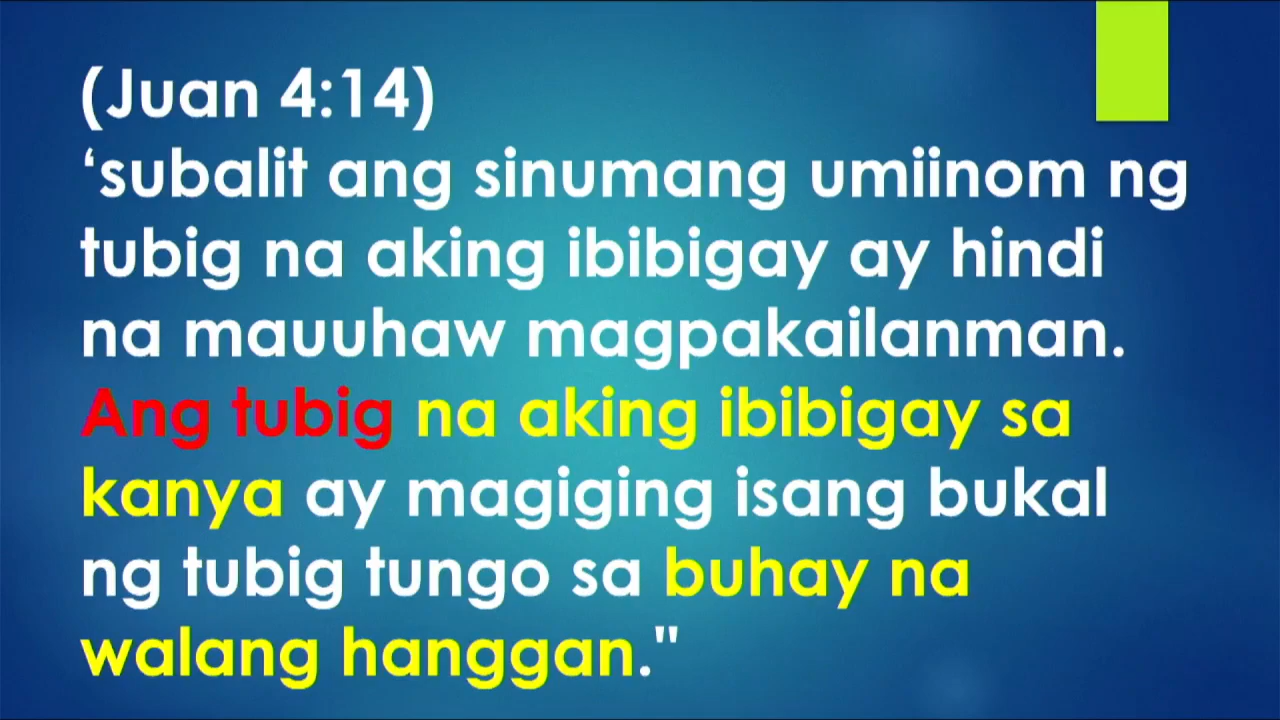 (Juan 4:14)
‘subalit ang sinumang umiinom ng
tubig na aking ibibigay ay hindi
na mauuhaw magpakailanman.
Ang tubig na aking ibibigay sa
kanya ay magiging isang bukal
ng tubig tungo sa buhay na
walang hanggan."